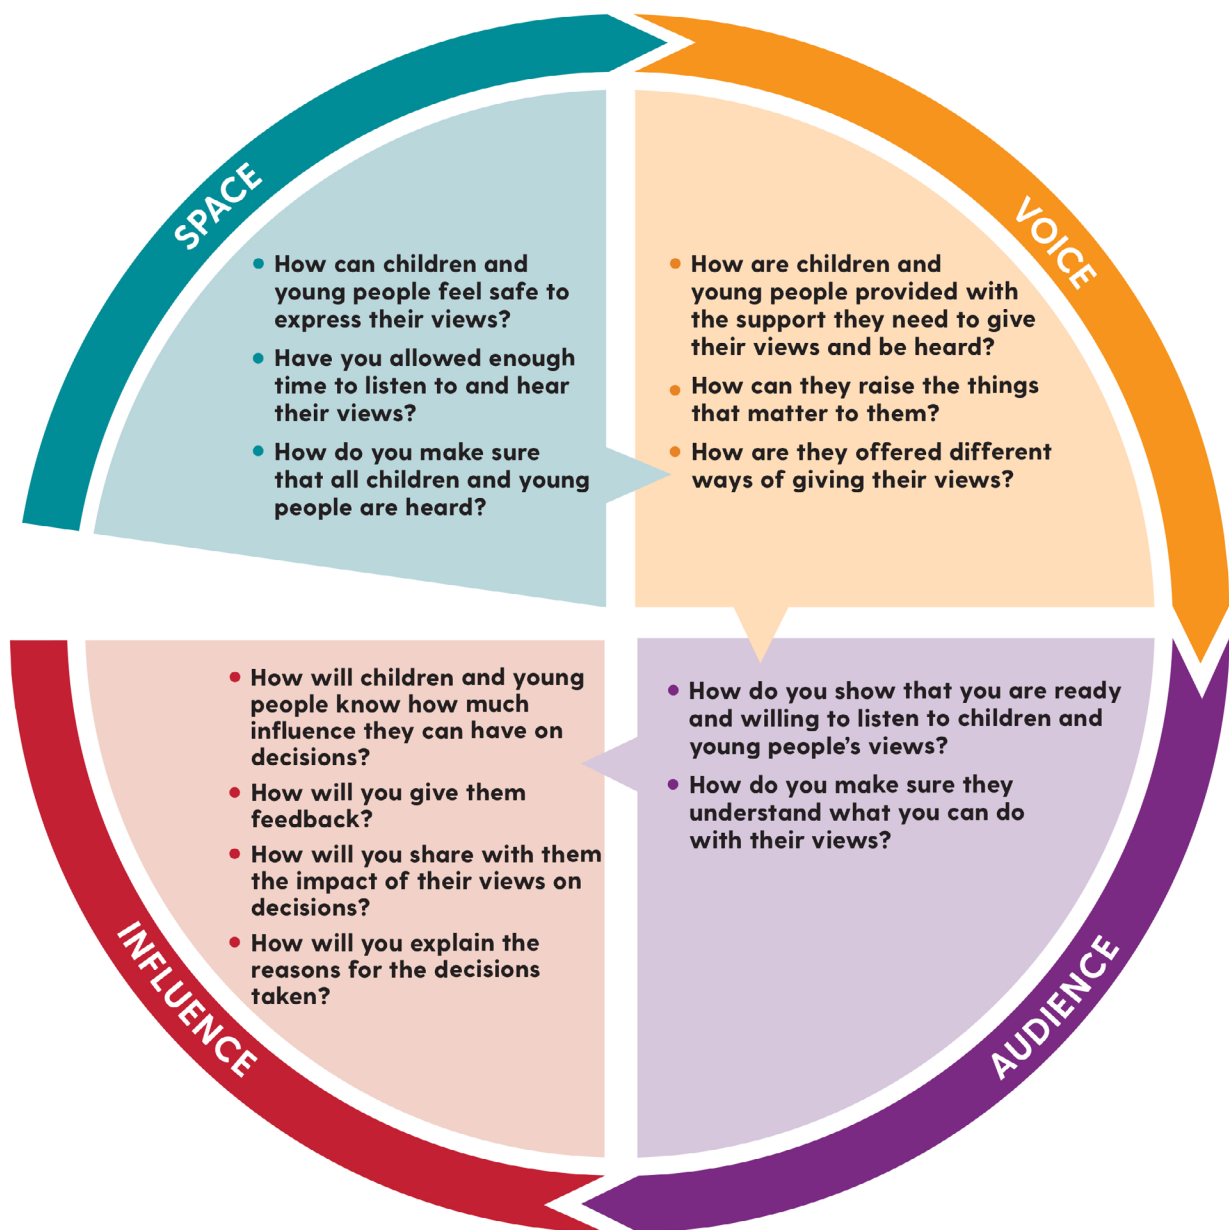 SPACE
How can children and
young people feel safe to
express their views?
Have you allowed enough
time to listen to and hear
their views?
How do you make sure
that all children and young
people are heard?
VOICE
How are children and
young people provided with
the support they need to give
their views and be heard?
How can they raise the things
that matter to them?
How are they offered different
ways of giving their views?
AUDIENCE
How do you show that you are ready
and willing to listen to children and
young people’s views?
How do you make sure they
understand what you can do
with their views?
INFLUENCE
How will children and young
people know how much
influence they can have on
decisions?
How will you give them
feedback?
How will you share with them
the impact of their views on
decisions?
How will you explain the
reasons for the decisions
taken?